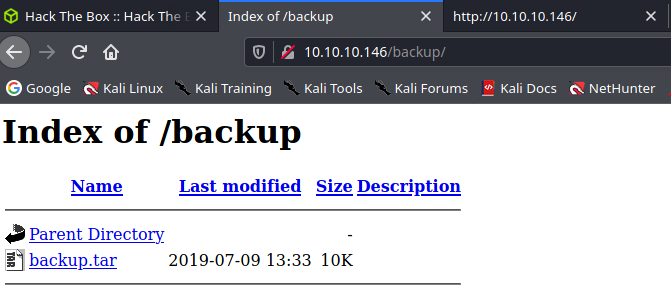 Hack The Box :: Hack The B
Index of /backup
http://10.10.10.146/
10.10.10.146/backup/
Google Kali Linux Kali Training Kali Tools Kali Forums Kali Docs NetHunter
Index of /backup
Name Last modified Size Description
Parent Directory -
backup.tar 2019-07-09 13:33 10K